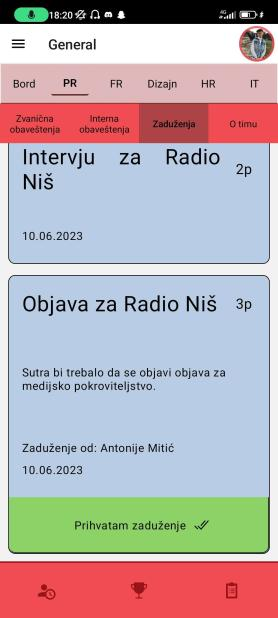 18:20
4G
General
Bord PR FR Dizajn HR IT
Zvanična obaveštenja
Interna obaveštenja
Zaduženja
O timu
Intervju za Radio
Niš
2p
10.06.2023
Objava za Radio Niš 3p
Sutra bi trebalo da se objavi objava za
medijsko pokroviteljstvo.
Zaduženje od: Antonije Mitić
10.06.2023
Prihvatam zaduženje